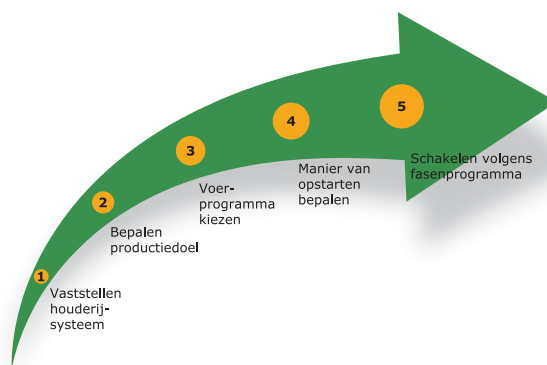 1
Vaststellen
houderij-
systeem
2
Bepalen
productiedoel
3
Voer-
programma
kiezen
4
Manier van
opstarten
bepalen
5
Schakelen volgens
fasenprogramma